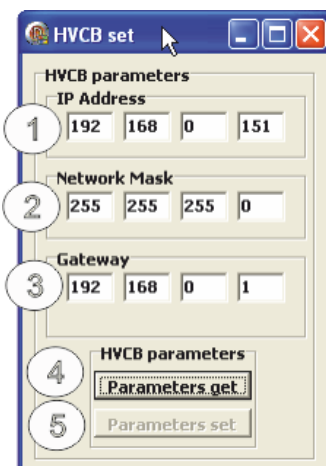 HVCB set
HVCB parameters
IP Address
1 192 168 0 151
Network Mask
2 255 255 255 0
Gateway
3 192 168 0 1
HVCB parameters
4 Parameters get
5 Parameters set